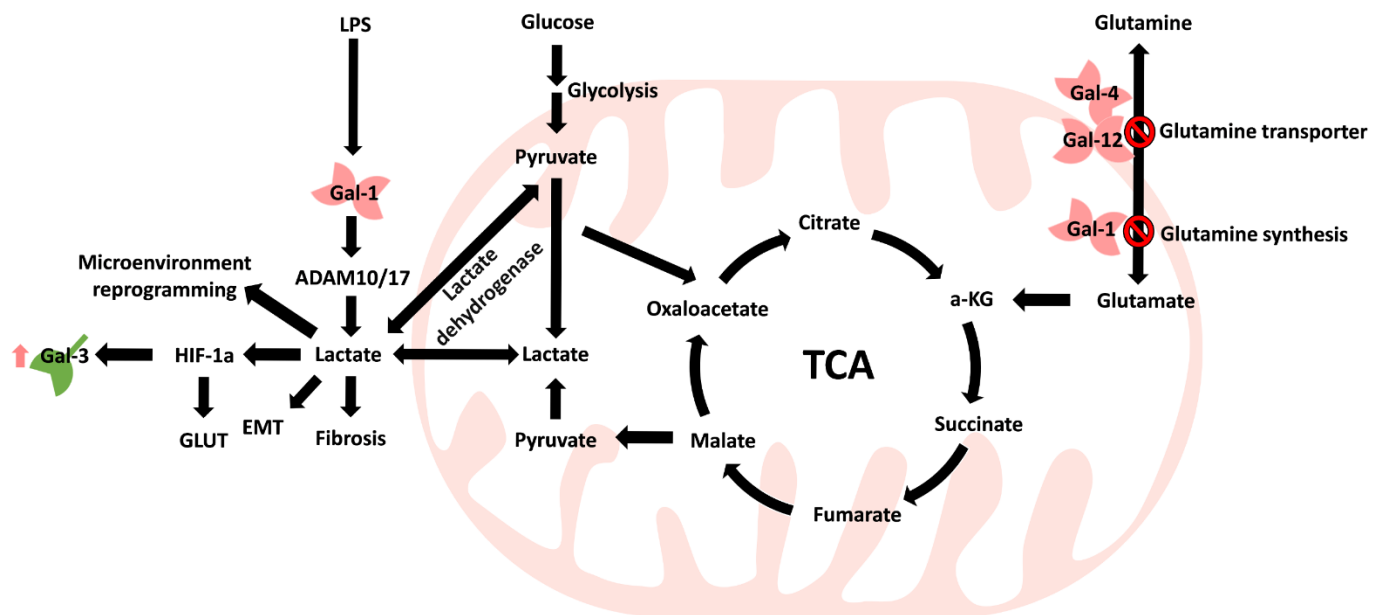 LPS
Glucose
Glutamine
Glycolysis
Gal-4
Gal-12
Glutamine transporter
Pyruvate
Gal-1
Gal-1
Glutamine synthesis
Citrate
Microenvironment
reprogramming
ADAM10/17
Lactate
dehydrogenase
Oxaloacetate
a-KG
Glutamate
Gal-3
HIF-1a
Lactate
Lactate
TCA
GLUT
EMT
Fibrosis
Pyruvate
Malate
Succinate
Fumarate